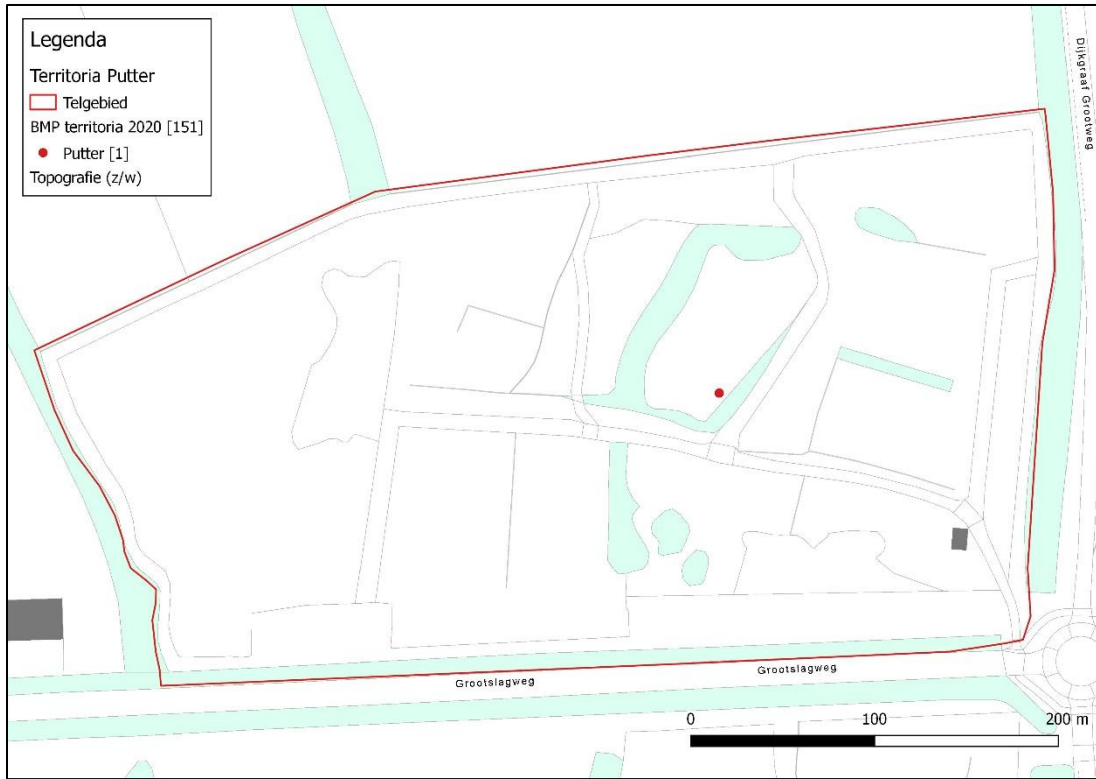 Legenda
Territoria Putter
Telgebied
BMP territoria 2020 [151]
Putter [1]
Topografie (z/w)
Dijkgraaf Grootweg
Grootslagweg
Grootslagweg
0 100 200 m